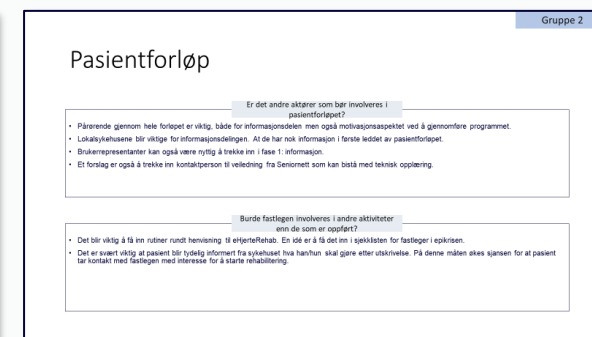 Gruppe 2
Pasientforløp
Er det andre aktører som bør involveres i
pasientforløpet?
• Pårørende gjennom hele forløpet er viktig, både for informasjonsdelen men også motivasjonsaspektet ved å gjennomføre programmet.
• Lokalsykehusene blir viktige for informasjonsdelingen. At de har nok informasjon i første leddet av pasientforløpet.
• Brukerrepresentanter kan også være nyttig å trekke inn i fase 1: informasjon.
• Et forslag er også å trekke inn kontaktperson til veiledning fra Seniornett som kan bistå med teknisk opplæring.
Burde fastlegen involveres i andre aktiviteter
enn de som er oppført?
• Det blir viktig å få inn rutiner rundt henvisning til eHjerteRehab. En idé er å få det inn i sjekklisten for fastleger i epikrisen.
• Det er svært viktig at pasient blir tydelig informert fra sykehuset hva han/hun skal gjøre etter utskrivelse. På denne måten økes sjansen for at pasient
tar kontakt med fastlegen med interesse for å starte rehabilitering.